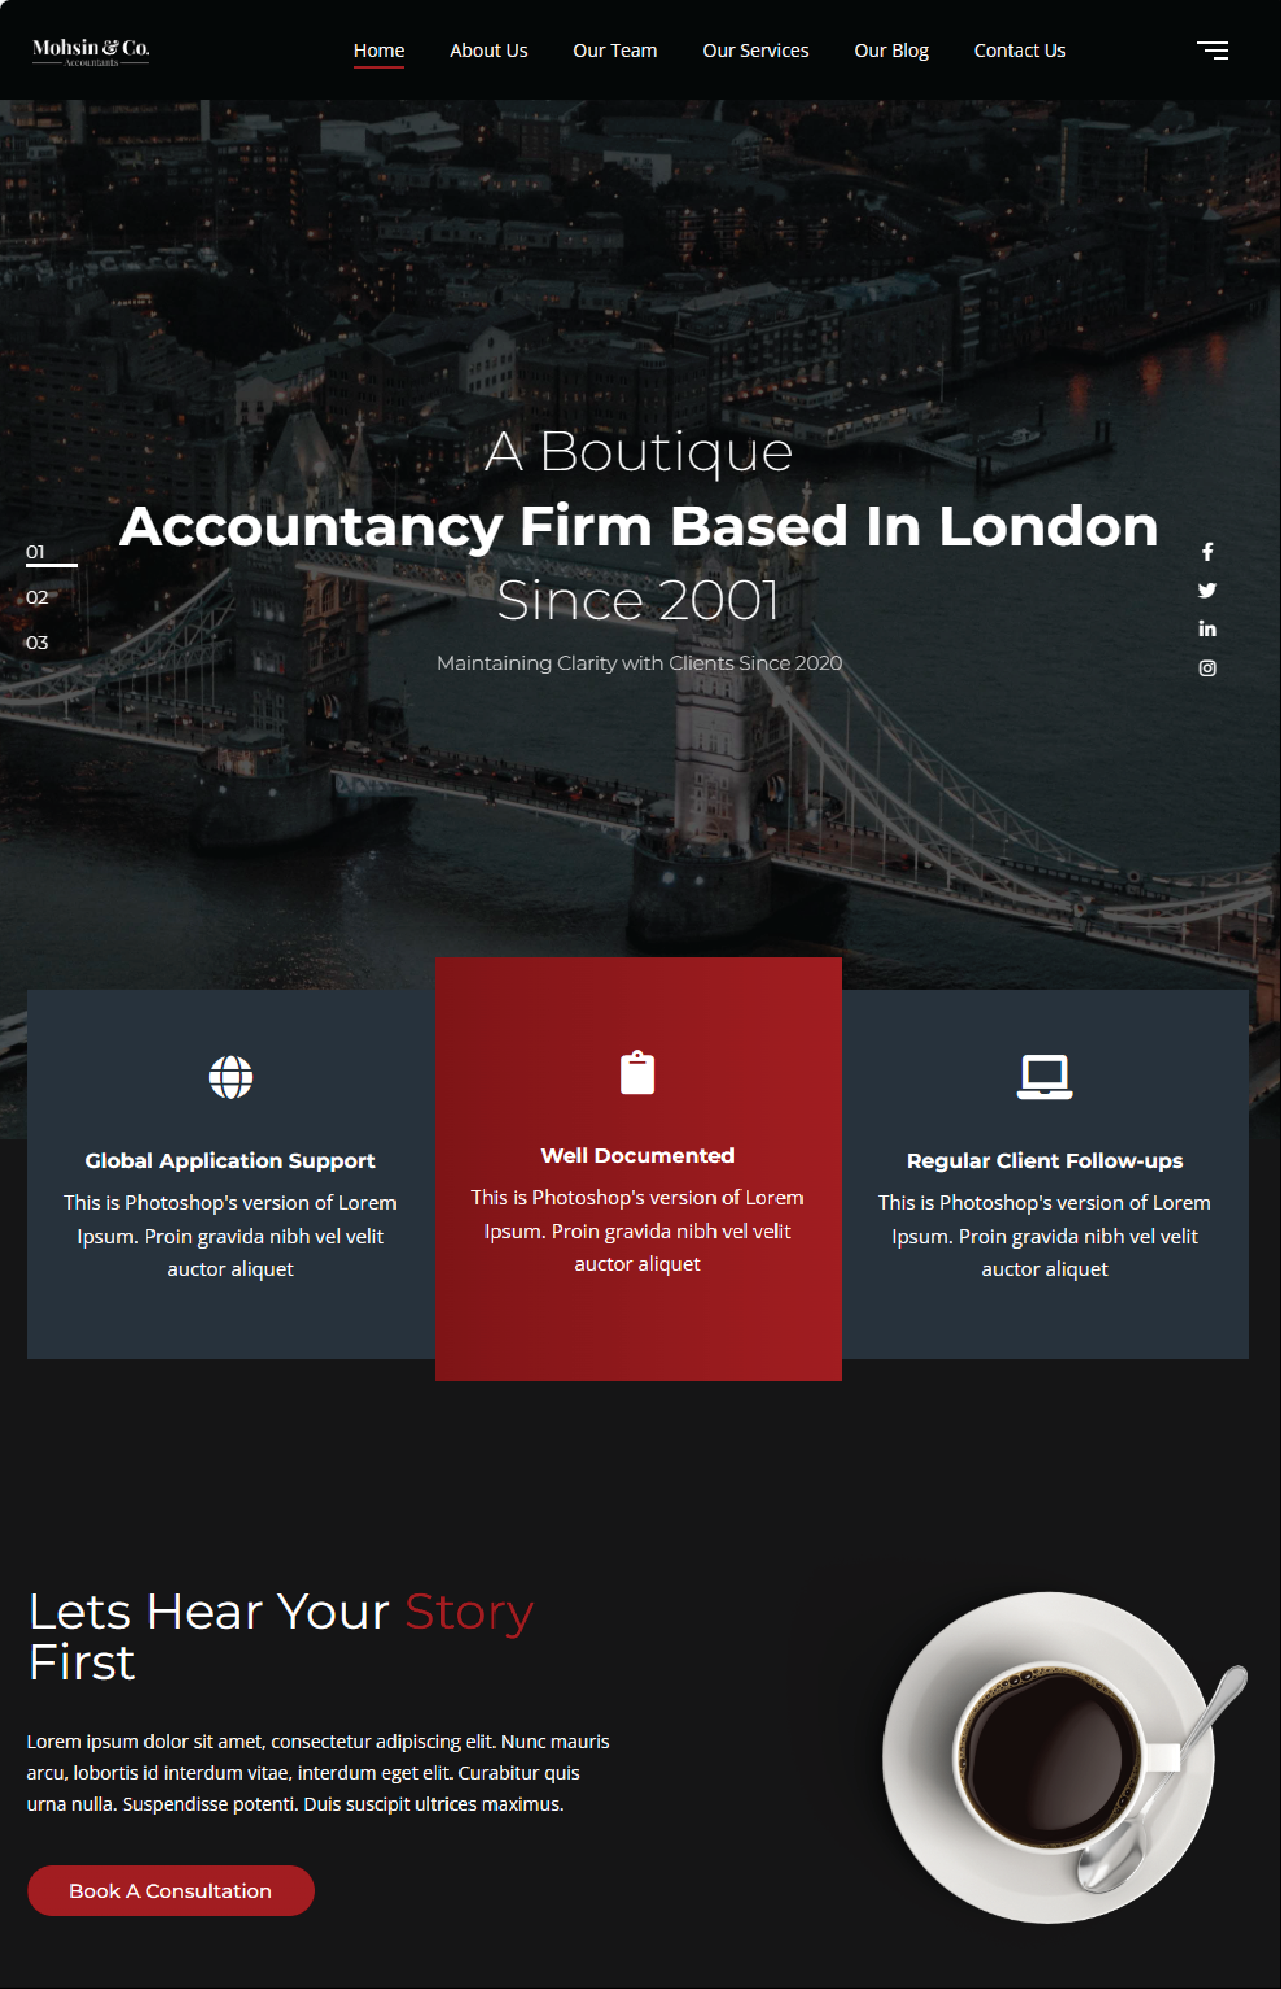 Mohsin & Co.
Accountants
Home
About Us
Our Team
Our Services
Our Blog
Contact Us
A Boutique
Accountancy Firm Based In London
Since 2001
Maintaining Clarity with Clients Since 2020
01
02
03
Global Application Support
This is Photoshop's version of Lorem
Ipsum. Proin gravida nibh vel velit
auctor aliquet
Well Documented
This is Photoshop's version of Lorem
Ipsum. Proin gravida nibh vel velit
auctor aliquet
Regular Client Follow-ups
This is Photoshop's version of Lorem
Ipsum. Proin gravida nibh vel velit
auctor aliquet
Lets Hear Your Story
First
Lorem ipsum dolor sit amet, consectetur adipiscing elit. Nunc mauris
arcu, lobortis id interdum vitae, interdum eget elit. Curabitur quis
urna nulla. Suspendisse potenti. Duis suscipit ultrices maximus.
Book A Consultation